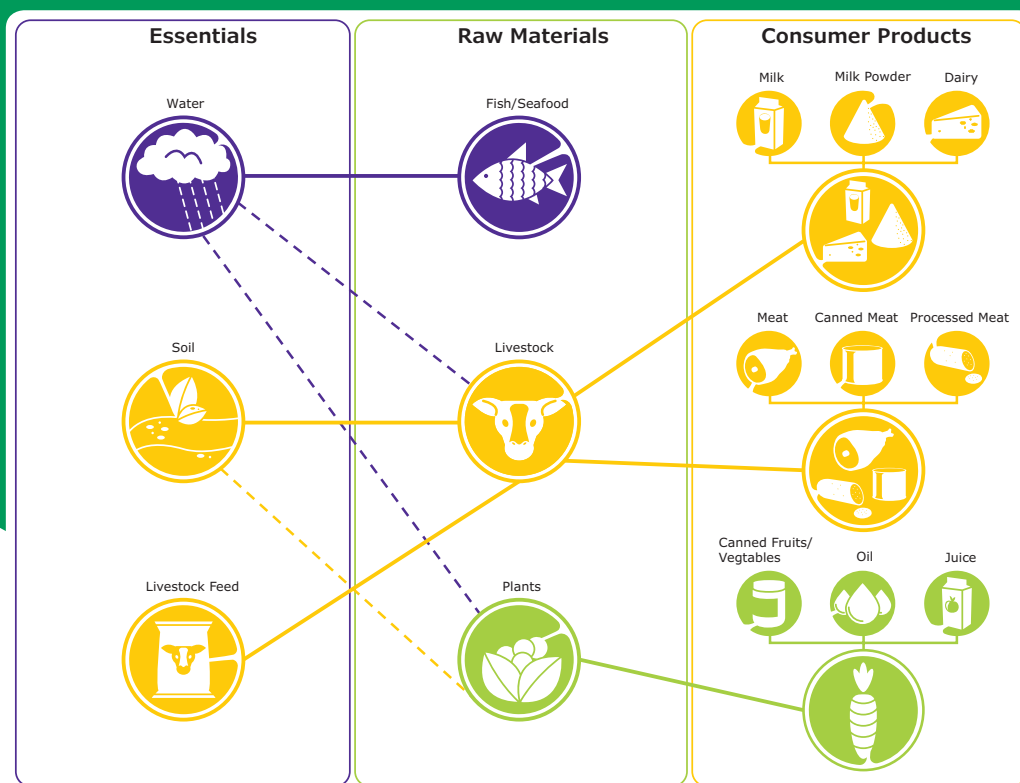 Essentials
Raw Materials
Consumer Products
Water
Soil
Livestock Feed
Fish/Seafood
Livestock
Plants
Milk
Milk Powder
Dairy
Meat
Canned Meat
Processed Meat
Canned Fruits/
Vegtables
Oil
Juice